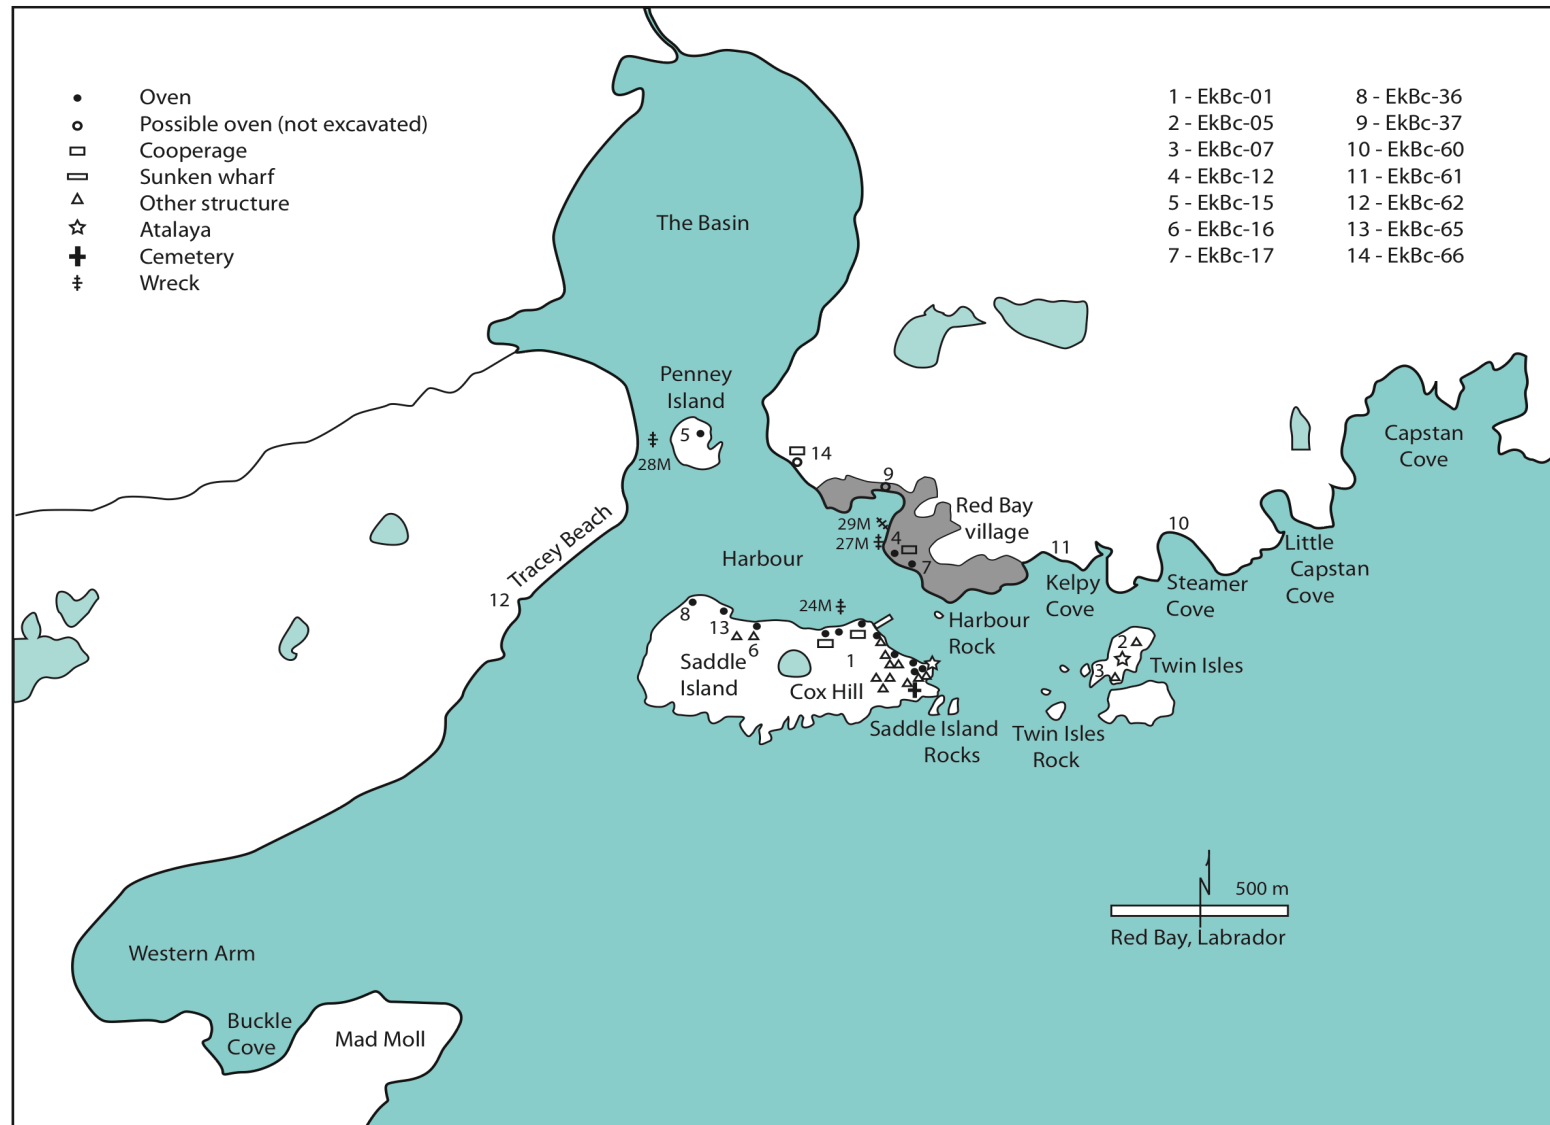 Oven
Possible oven (not excavated)
Cooperage
Sunken wharf
Other structure
Atalaya
Cemetery
Wreck
1 - EkBc-01
2 - EkBc-05
3 - EkBc-07
4 - EkBc-12
5 - EkBc-15
6 - EkBc-16
7 - EkBc-17
8 - EkBc-36
9 - EkBc-37
10 - EkBc-60
11 - EkBc-61
12 - EkBc-62
13 - EkBc-65
14 - EkBc-66
The Basin
Penney
Island
5
28M
14
9
Capstan
Cove
Red Bay
village
29M
27M
4
7
10
11
Little
Capstan
Cove
Tracey Beach
12
Harbour
Kelpy
Cove
Steamer
Cove
24M
8
13
6
Harbour
Rock
1
Saddle
Island
Cox Hill
2
3
Twin Isles
Saddle Island
Rocks
Twin Isles
Rock
N
500 m
Red Bay, Labrador
Western Arm
Buckle
Cove
Mad Moll